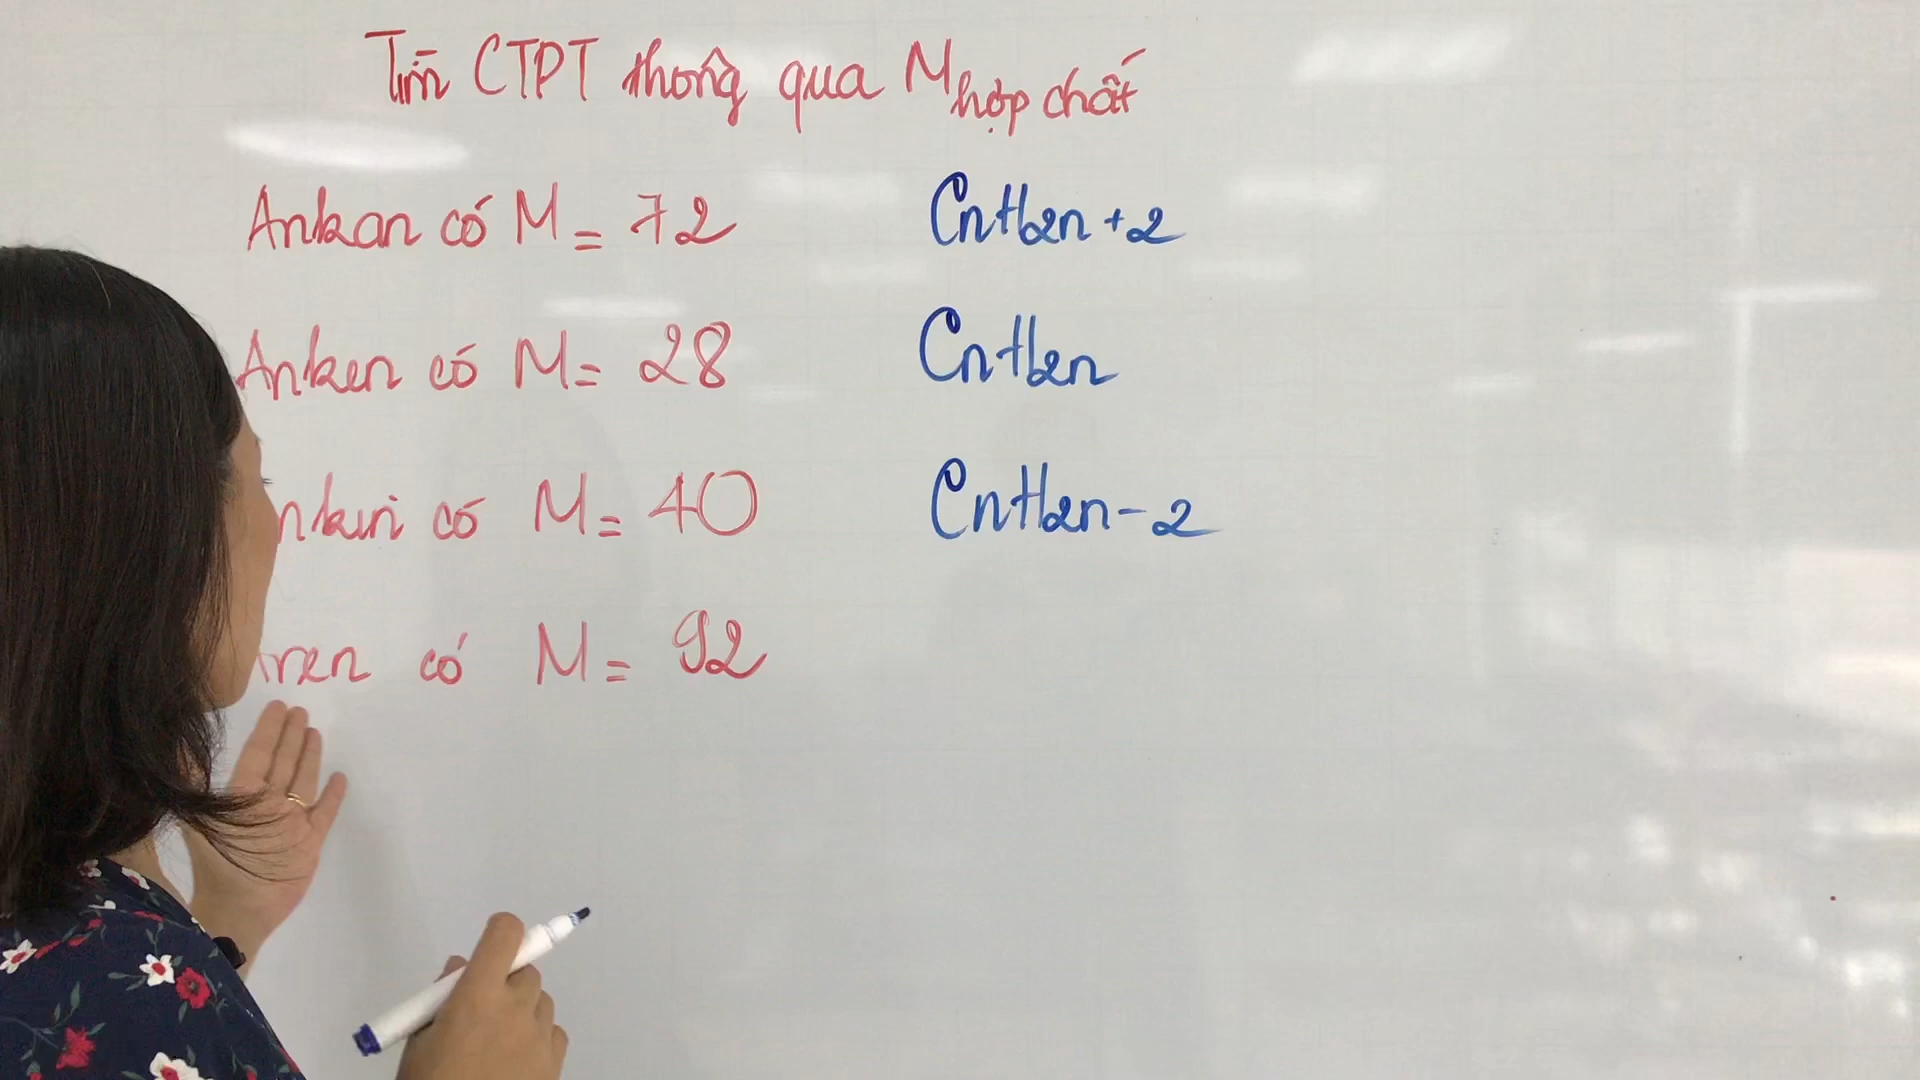 Tìm CTPT thông qua M hợp chất
Ankan có M = 72 CnH2n+2
Anken có M = 28 CnH2n
nkin có M = 40 CnH2n-2
ren có M = 92